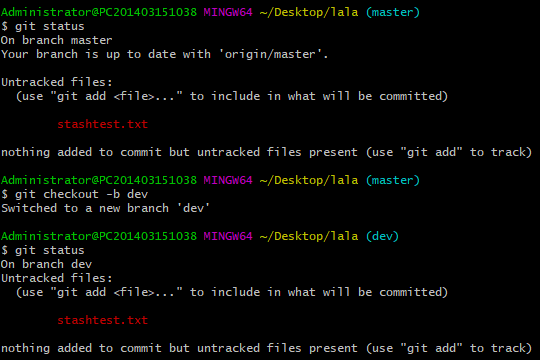 Administrator@PC201403151038 MINGW64 ~/Desktop/lala (master)
$ git status
On branch master
Your branch is up to date with 'origin/master'.
Untracked files:
  (use "git add <file>..." to include in what will be committed)
        stashtest.txt
nothing added to commit but untracked files present (use "git add" to track)
Administrator@PC201403151038 MINGW64 ~/Desktop/lala (master)
$ git checkout -b dev
Switched to a new branch 'dev'
Administrator@PC201403151038 MINGW64 ~/Desktop/lala (dev)
$ git status
On branch dev
Untracked files:
  (use "git add <file>..." to include in what will be committed)
        stashtest.txt
nothing added to commit but untracked files present (use "git add" to track)